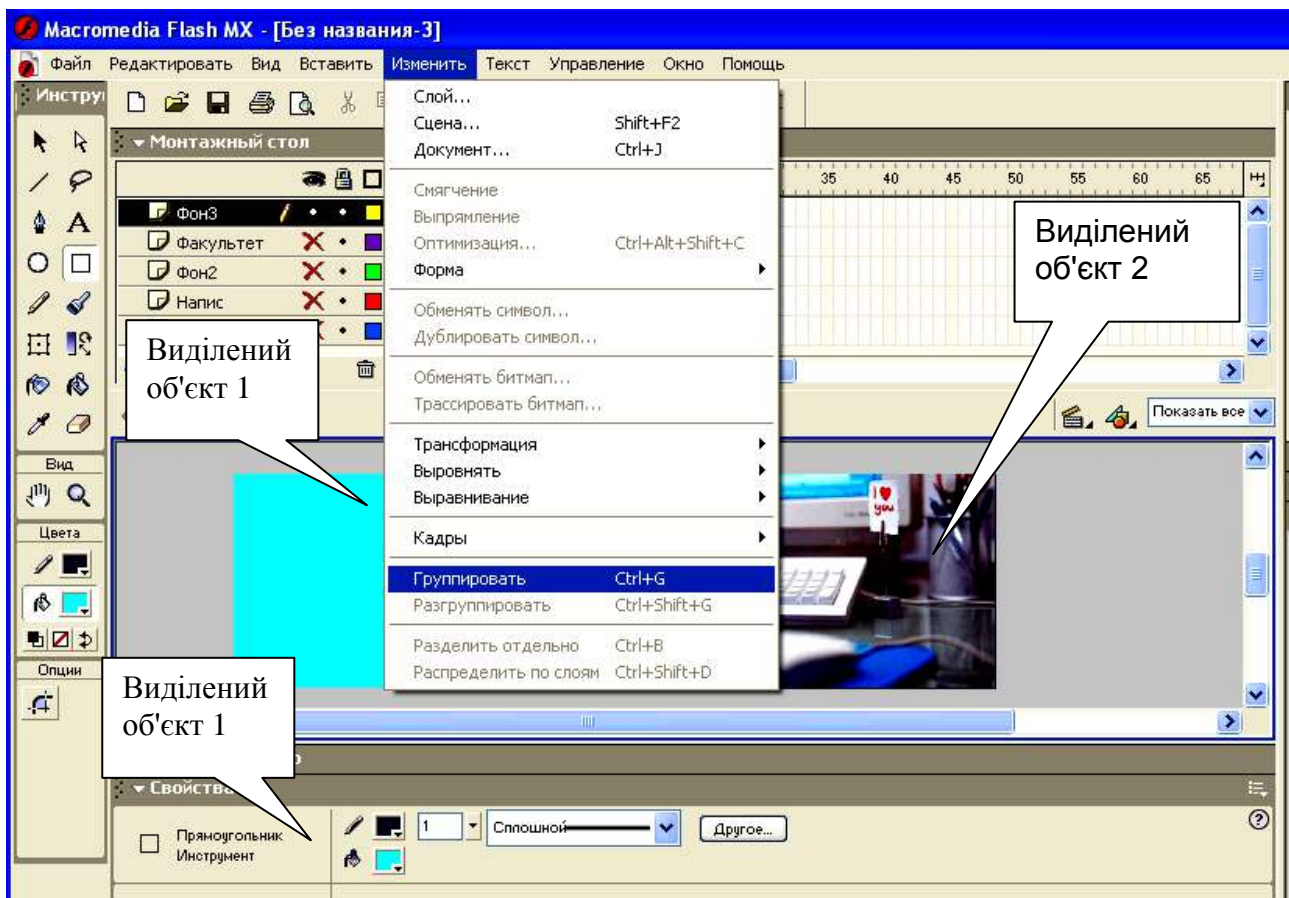 Macromedia Flash MX - [Без названия-3]
Файл Редактировать Вид Вставить Изменить Текст Управление Окно Помощь
Инстру
Слой...
Сцена... Shift+F2
Документ... Ctrl+J
Смягчение
Выпрямление
Оптимизация... Ctrl+Alt+Shift+C
Форма
Обменять символ...
Дублировать символ...
Обменять битмап...
Трассировать битмап...
Трансформация
Выровнять
Выравнивание
Кадры
Группировать Ctrl+G
Разгруппировать Ctrl+Shift+G
Разделить отдельно Ctrl+B
Распределить по слоям Ctrl+Shift+D
Монтажный стол
35 40 45 50 55 60 65
Фон3
Факультет
Фон2
Напис
Виділений
об'єкт 2
Виділений
об'єкт 1
Показать все
Вид
Цвета
Опции
I
you
Виділений
об'єкт 1
Свойства
Прямоугольник
Инструмент
1 Сплошной Другое...